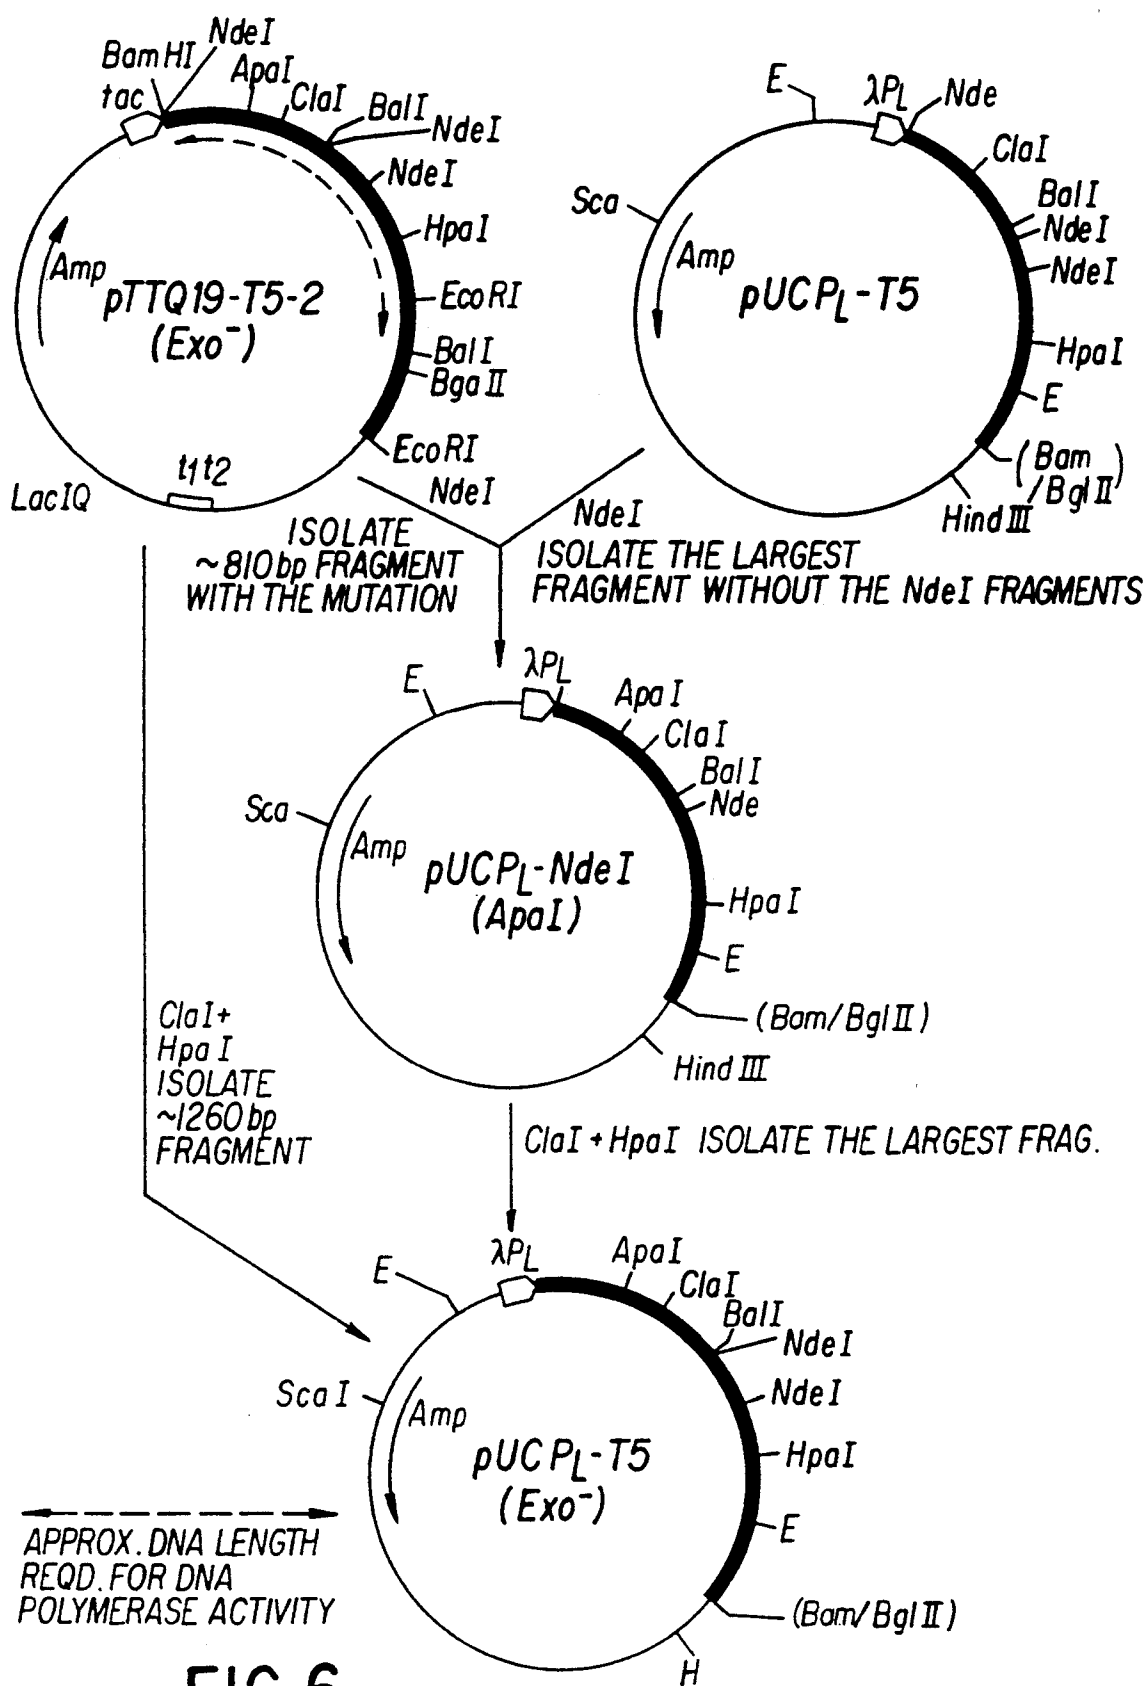 NdeI
BamHI
ApaI
tac
ClaI
BalI
NdeI
NdeI
HpaI
Amp
pTTQ19-T5-2
(Exo⁻)
EcoRI
BalI
BgaII
EcoRI
t1 t2
LacIQ
NdeI
E
λPL
Nde
ClaI
Sca
BalI
NdeI
NdeI
Amp
pUCPL-T5
HpaI
E
(Bam
/BglII)
HindIII
NdeI
ISOLATE
~810bp FRAGMENT
WITH THE MUTATION
ISOLATE THE LARGEST
FRAGMENT WITHOUT THE NdeI FRAGMENTS
E
λPL
ApaI
ClaI
BalI
Nde
Sca
Amp
pUCPL-NdeI
(ApaI)
HpaI
E
(Bam/BglII)
HindIII
ClaI+
HpaI
ISOLATE
~1260bp
FRAGMENT
ClaI + HpaI ISOLATE THE LARGEST FRAG.
E
λPL
ApaI
ClaI
BalI
NdeI
NdeI
ScaI
Amp
pUCPL-T5
(Exo⁻)
HpaI
E
(Bam/BglII)
H
APPROX. DNA LENGTH
REQD. FOR DNA
POLYMERASE ACTIVITY
FIG.6